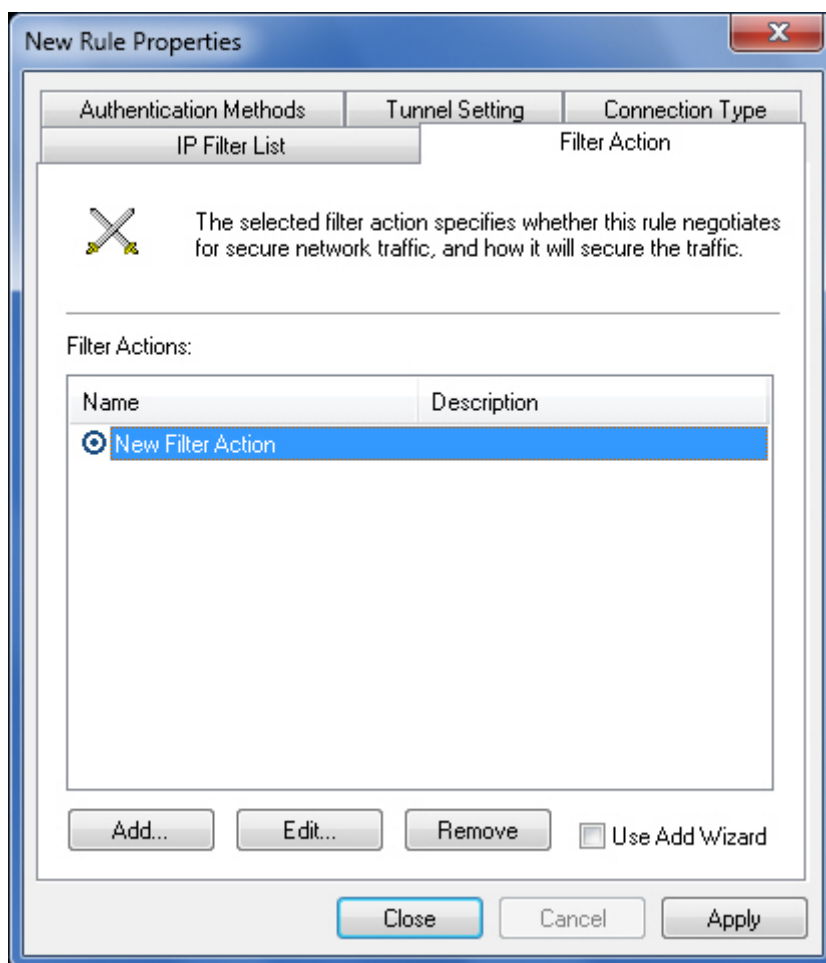 New Rule Properties
Authentication Methods
Tunnel Setting
Connection Type
IP Filter List
Filter Action
The selected filter action specifies whether this rule negotiates
for secure network traffic, and how it will secure the traffic.
Filter Actions:
Name
Description
New Filter Action
Add...
Edit...
Remove
Use Add Wizard
Close
Cancel
Apply